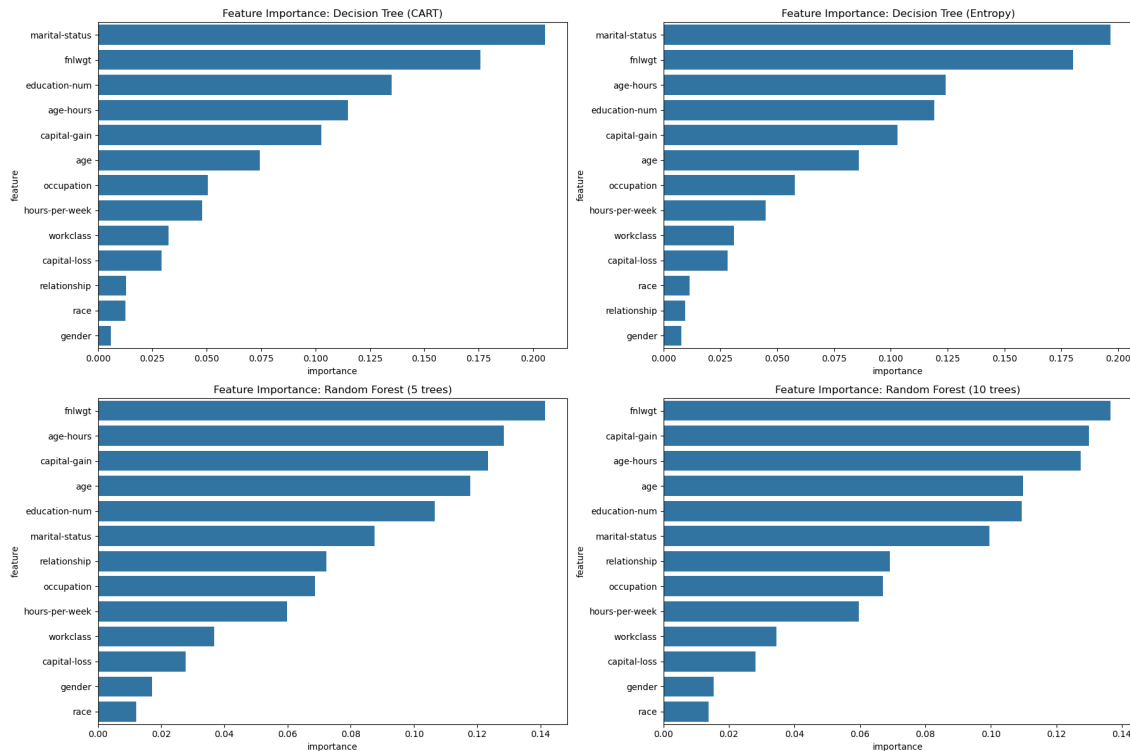 Feature Importance: Decision Tree (CART)
marital-status
fnlwgt
education-num
age-hours
capital-gain
age
occupation
hours-per-week
workclass
capital-loss
relationship
race
gender
feature
0.000 0.025 0.050 0.075 0.100 0.125 0.150 0.175 0.200
importance
Feature Importance: Decision Tree (Entropy)
marital-status
fnlwgt
age-hours
education-num
capital-gain
age
occupation
hours-per-week
workclass
capital-loss
race
relationship
gender
feature
0.000 0.025 0.050 0.075 0.100 0.125 0.150 0.175 0.200
importance
Feature Importance: Random Forest (5 trees)
fnlwgt
age-hours
capital-gain
age
education-num
marital-status
relationship
occupation
hours-per-week
workclass
capital-loss
gender
race
feature
0.00 0.02 0.04 0.06 0.08 0.10 0.12 0.14
importance
Feature Importance: Random Forest (10 trees)
fnlwgt
capital-gain
age-hours
age
education-num
marital-status
relationship
occupation
hours-per-week
workclass
capital-loss
gender
race
feature
0.00 0.02 0.04 0.06 0.08 0.10 0.12 0.14
importance